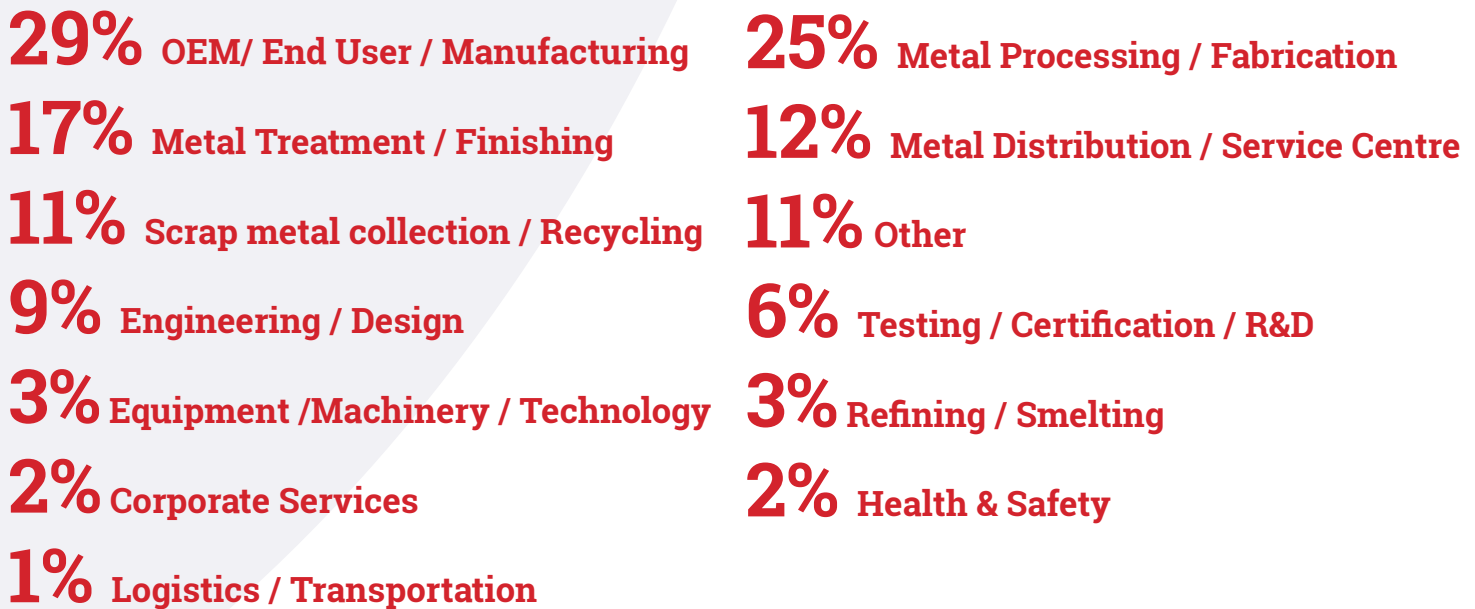 29% OEM/ End User / Manufacturing
25% Metal Processing / Fabrication
17% Metal Treatment / Finishing
12% Metal Distribution / Service Centre
11% Scrap metal collection / Recycling
11% Other
9% Engineering / Design
6% Testing / Certification / R&D
3% Equipment /Machinery / Technology
3% Refining / Smelting
2% Corporate Services
2% Health & Safety
1% Logistics / Transportation